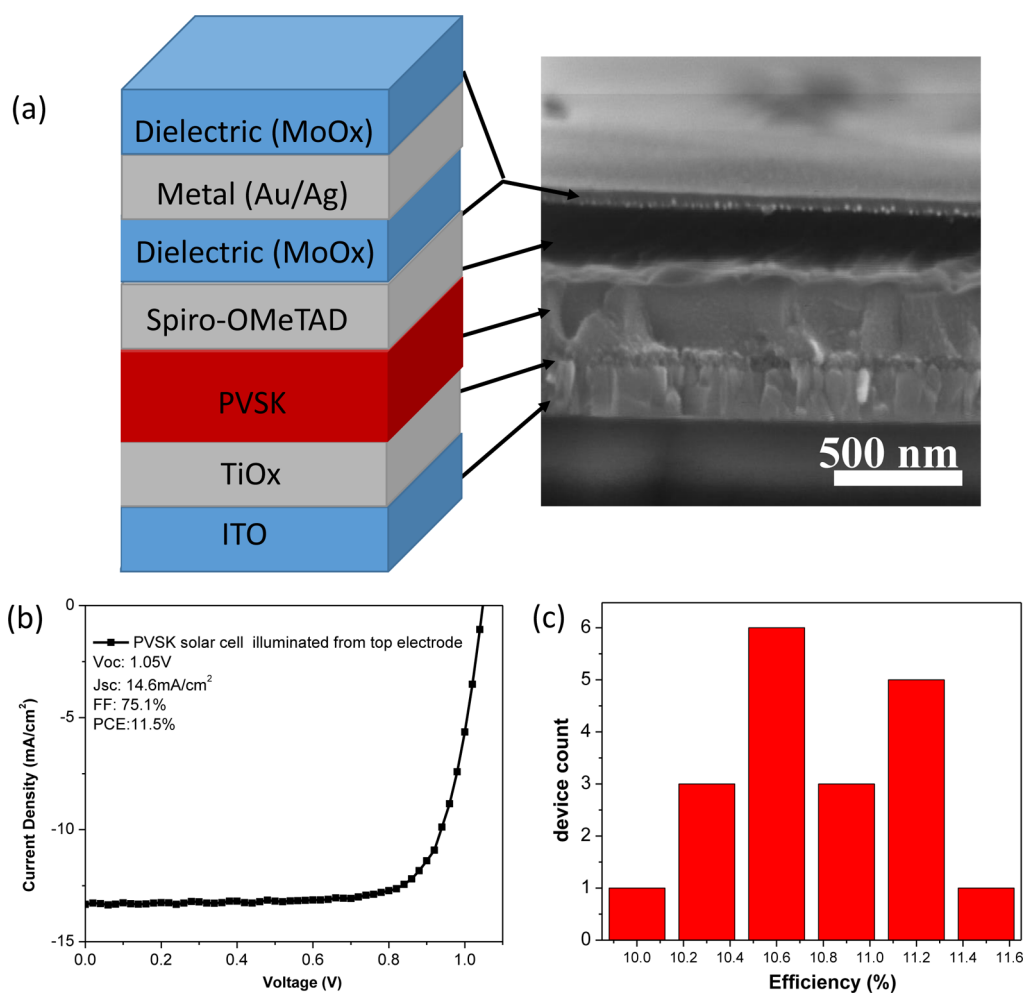 (a)
Dielectric (MoOx)
Metal (Au/Ag)
Dielectric (MoOx)
Spiro-OMeTAD
PVSK
TiOx
ITO
500 nm
(b)
PVSK solar cell illuminated from top electrode
Voc: 1.05V
Jsc: 14.6mA/cm²
FF: 75.1%
PCE:11.5%
0
-5
-10
-15
Current Density (mA/cm²)
0.0 0.2 0.4 0.6 0.8 1.0
Voltage (V)
(c)
6
5
4
3
2
1
0
device count
10.0 10.2 10.4 10.6 10.8 11.0 11.2 11.4 11.6
Efficiency (%)